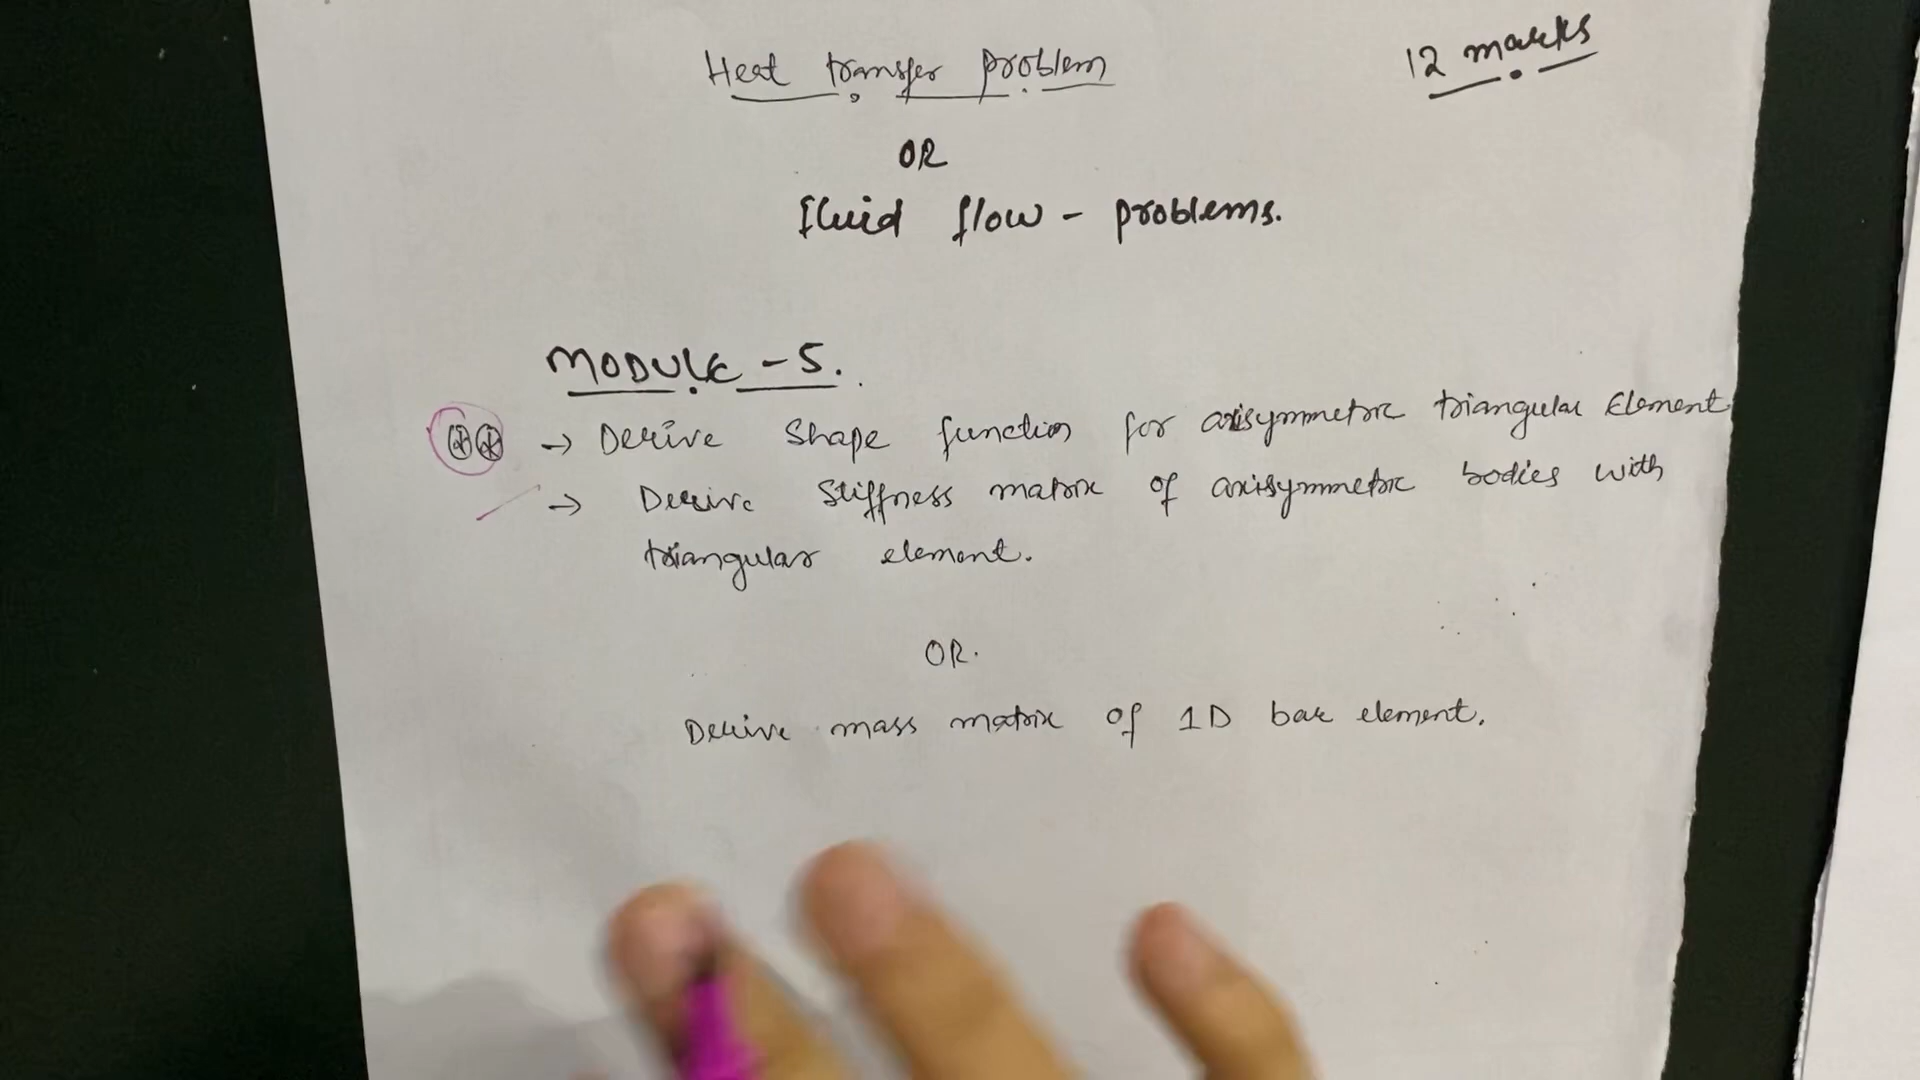 Heat transfer problem
12 marks
OR
fluid flow - problems.
MODULE - 5.
→ Derive Shape function for axisymmetric triangular Element
→ Derive Stiffness matrix of axisymmetric bodies with
triangular element.
OR.
Derive mass matrix of 1D bar element.